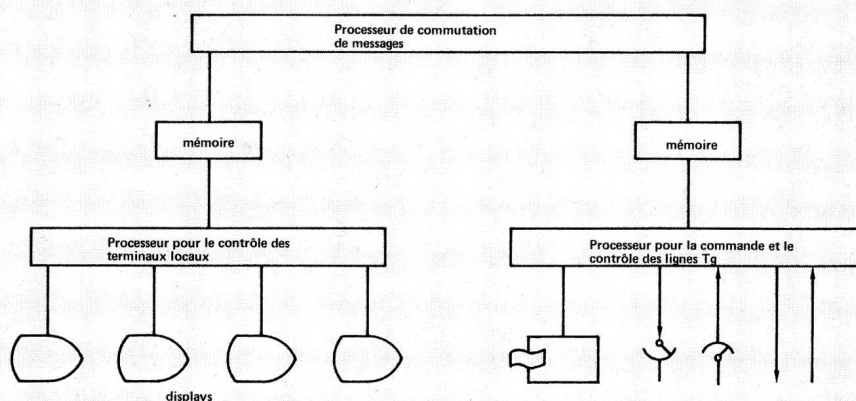 Processeur de commutation
de messages
mémoire
mémoire
Processeur pour le contrôle des
terminaux locaux
Processeur pour la commande et le
contrôle des lignes Tg
displays